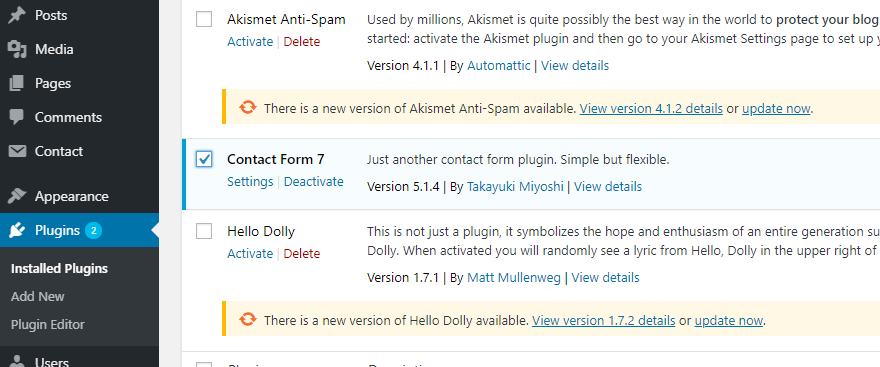 Posts
Media
Pages
Comments
Contact
Appearance
Plugins 2
Installed Plugins
Add New
Plugin Editor
Users
Akismet Anti-Spam
Activate | Delete
Used by millions, Akismet is quite possibly the best way in the world to protect your blog
started: activate the Akismet plugin and then go to your Akismet Settings page to set up y
Version 4.1.1 | By Automattic | View details
There is a new version of Akismet Anti-Spam available. View version 4.1.2 details or update now.
Contact Form 7
Settings | Deactivate
Just another contact form plugin. Simple but flexible.
Version 5.1.4 | By Takayuki Miyoshi | View details
Hello Dolly
Activate | Delete
This is not just a plugin, it symbolizes the hope and enthusiasm of an entire generation su
Dolly. When activated you will randomly see a lyric from Hello, Dolly in the upper right of
Version 1.7.1 | By Matt Mullenweg | View details
There is a new version of Hello Dolly available. View version 1.7.2 details or update now.